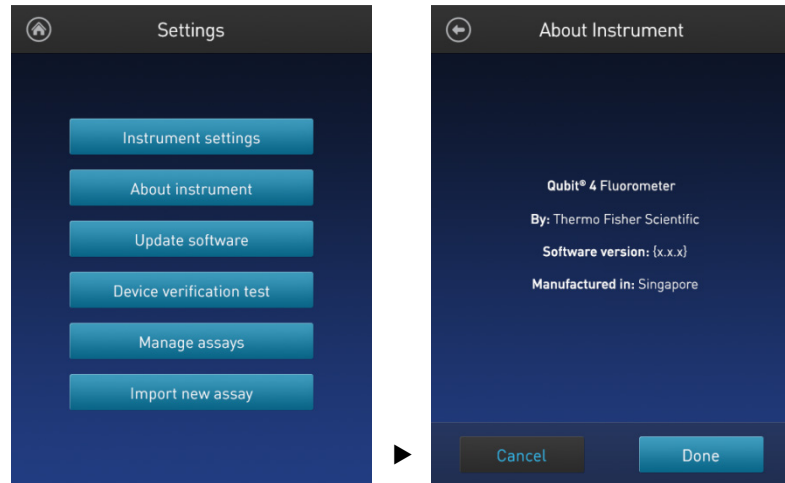 Settings
Instrument settings
About instrument
Update software
Device verification test
Manage assays
Import new assay
About Instrument
Qubit® 4 Fluorometer
By: Thermo Fisher Scientific
Software version: {x.x.x}
Manufactured in: Singapore
Cancel
Done